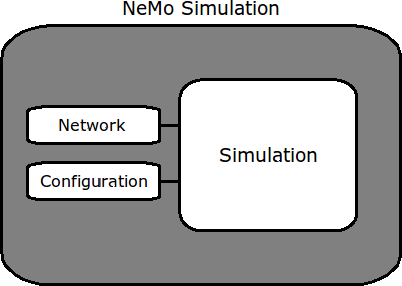 NeMo Simulation
Network
Simulation
Configuration